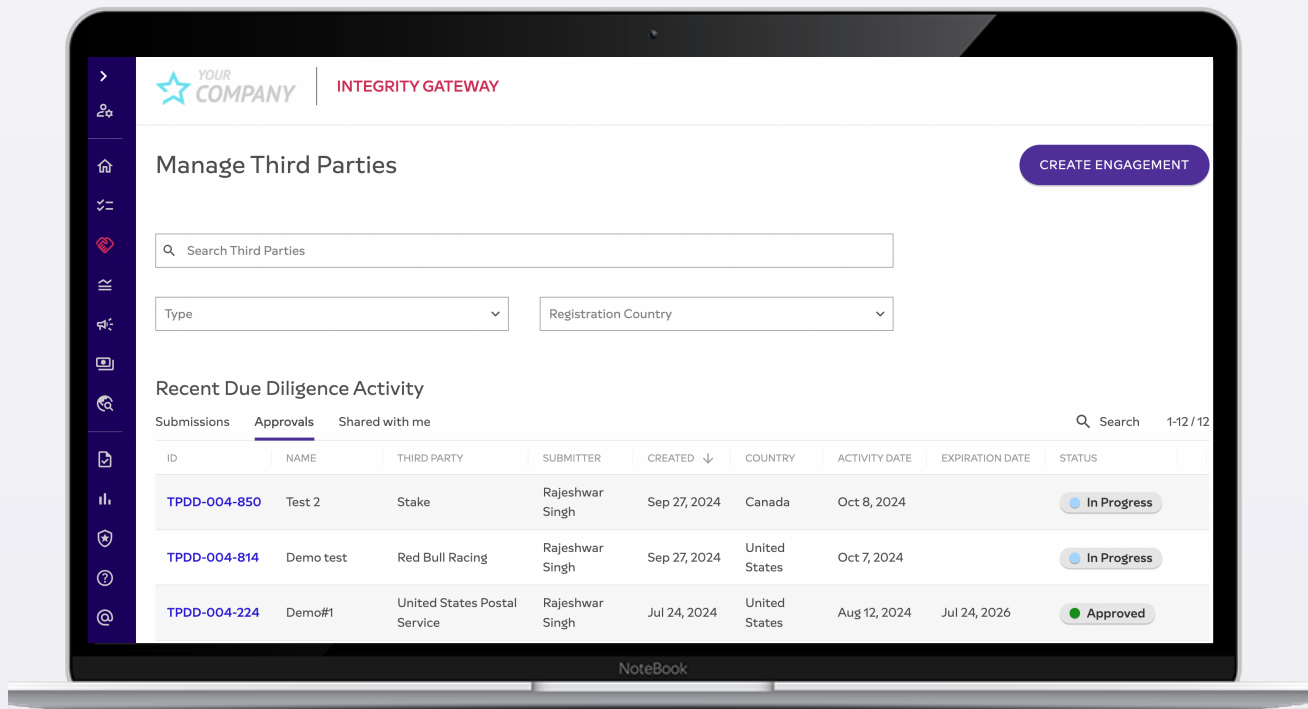 YOUR
COMPANY
INTEGRITY GATEWAY
Manage Third Parties
CREATE ENGAGEMENT
Search Third Parties
Type
Registration Country
Recent Due Diligence Activity
Submissions Approvals Shared with me Search 1-12 / 12
ID NAME THIRD PARTY SUBMITTER CREATED COUNTRY ACTIVITY DATE EXPIRATION DATE STATUS
TPDD-004-850 Test 2 Stake Rajeshwar Singh Sep 27, 2024 Canada Oct 8, 2024 In Progress
TPDD-004-814 Demo test Red Bull Racing Rajeshwar Singh Sep 27, 2024 United States Oct 7, 2024 In Progress
TPDD-004-224 Demo#1 United States Postal Service Rajeshwar Singh Jul 24, 2024 United States Aug 12, 2024 Jul 24, 2026 Approved
NoteBook